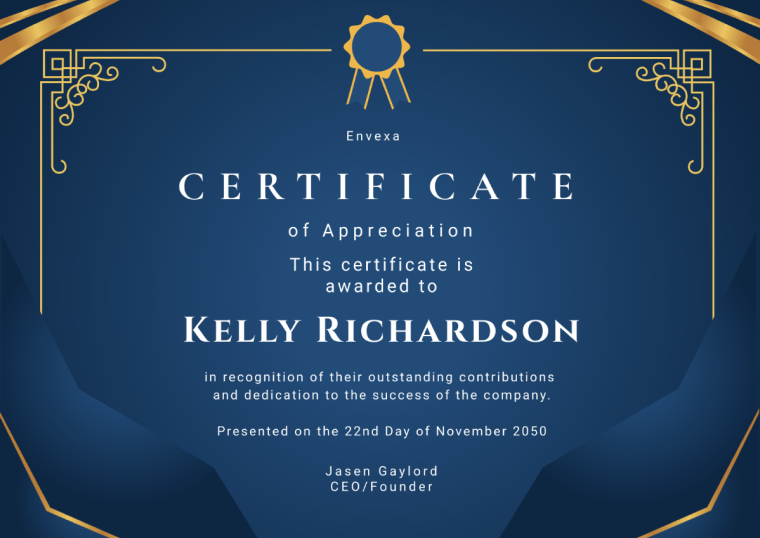 Envexa
CERTIFICATE
of Appreciation
This certificate is
awarded to
Kelly Richardson
in recognition of their outstanding contributions
and dedication to the success of the company.
Presented on the 22nd Day of November 2050
Jasen Gaylord
CEO/Founder